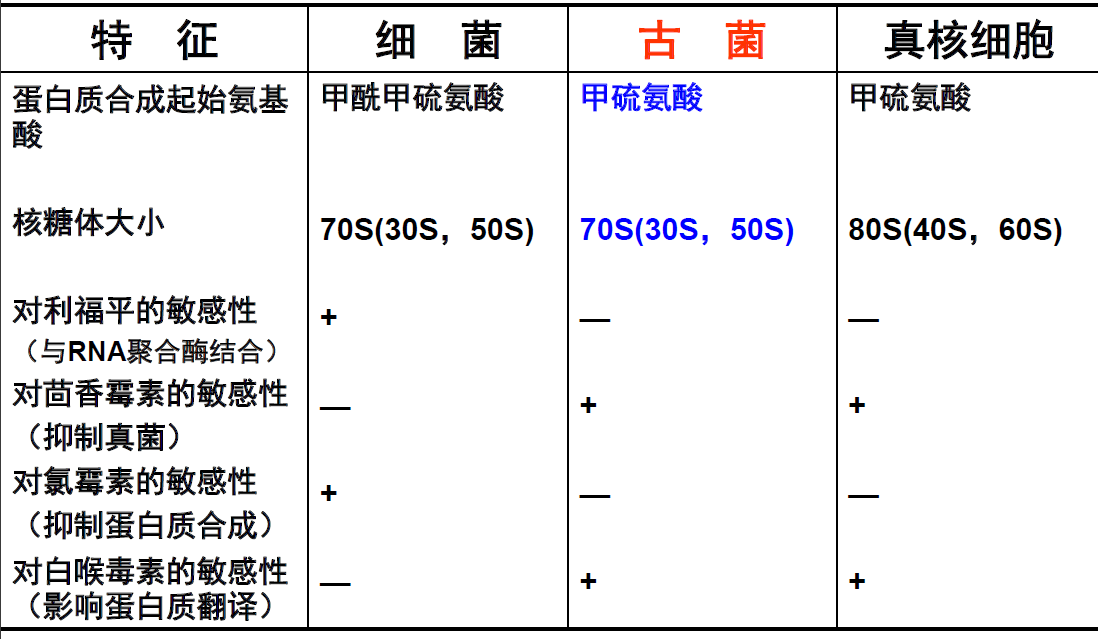 特 征 细 菌 古 菌 真核细胞
蛋白质合成起始氨基 甲酰甲硫氨酸 甲硫氨酸 甲硫氨酸
酸
核糖体大小 70S(30S，50S) 70S(30S，50S) 80S(40S，60S)
对利福平的敏感性 + — —
（与RNA聚合酶结合）
对茴香霉素的敏感性 — + +
（抑制真菌）
对氯霉素的敏感性 + — —
（抑制蛋白质合成）
对白喉毒素的敏感性 — + +
（影响蛋白质翻译）